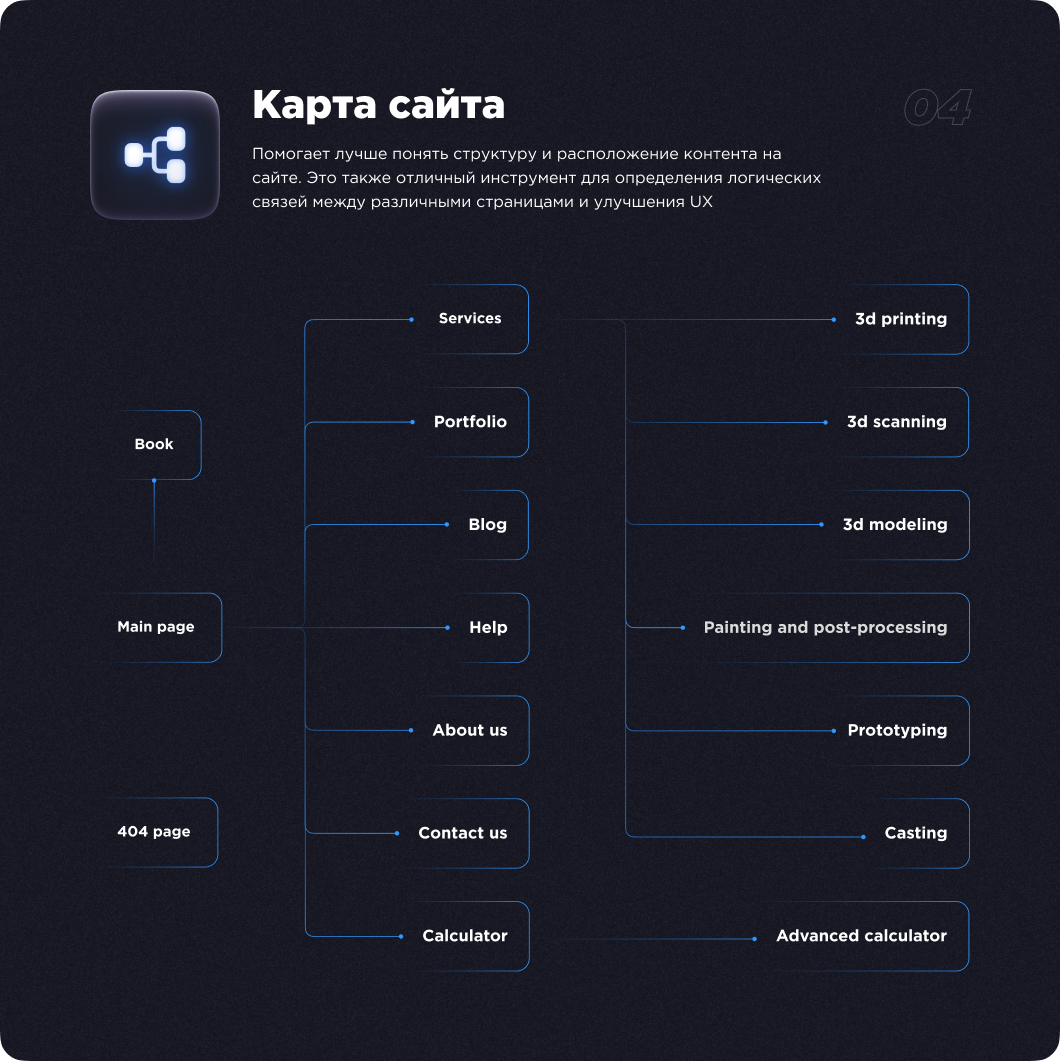 Карта сайта
04
Помогает лучше понять структуру и расположение контента на
сайте. Это также отличный инструмент для определения логических
связей между различными страницами и улучшения UX
Book
Main page
404 page
Services
Portfolio
Blog
Help
About us
Contact us
Calculator
3d printing
3d scanning
3d modeling
Painting and post-processing
Prototyping
Casting
Advanced calculator